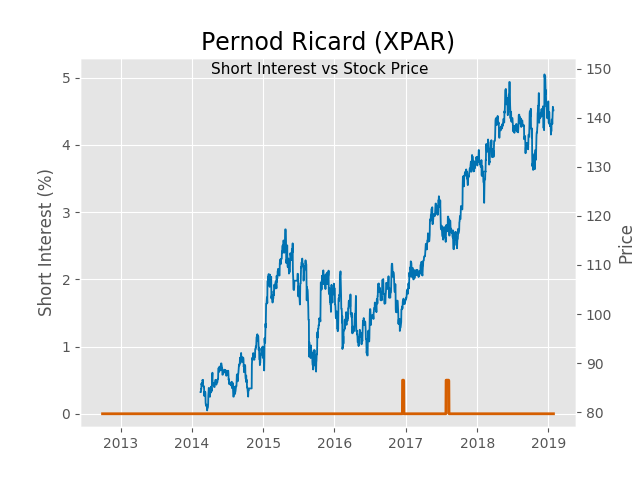 Pernod Ricard (XPAR)
Short Interest vs Stock Price
Short Interest (%)
5
4
3
2
1
0
150
140
130
120
110
100
90
80
Price
2013 2014 2015 2016 2017 2018 2019